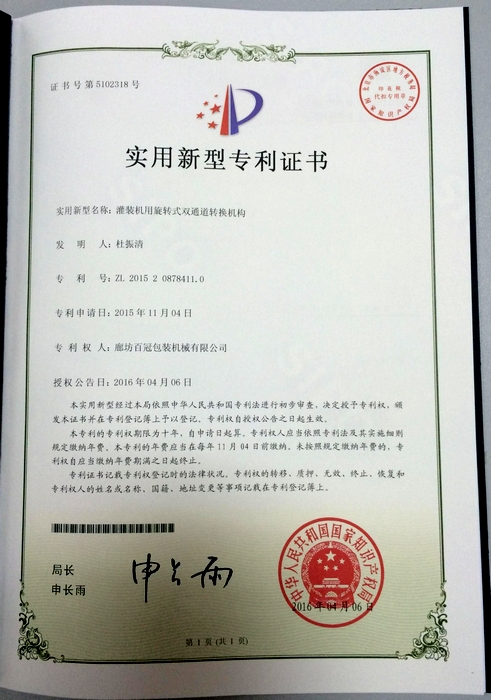 证书号第5102318号
实用新型专利证书
实用新型名称：灌装机用旋转式双通道转换机构
发明人：杜振清
专利号：ZL 2015 2 0878411.0
专利申请日：2015年11月04日
专利权人：廊坊百冠包装机械有限公司
授权公告日：2016年04月06日
本实用新型经过本局依照中华人民共和国专利法进行初步审查，决定授予专利权，颁
发本证书并在专利登记簿上予以登记。专利权自授权公告之日起生效。
本专利的专利权期限为十年，自申请日起算。专利权人应当依照专利法及其实施细则
规定缴纳年费。本专利的年费应当在每年11月04日前缴纳。未按照规定缴纳年费的，专
利权自应当缴纳年费期满之日起终止。
专利证书记载专利权登记时的法律状况。专利权的转移、质押、无效、终止、恢复和
专利权人的姓名或名称、国籍、地址变更等事项记载在专利登记簿上。
局长
申长雨
申长雨
中华人民共和国国家知识产权局
2016年04月06日
第1页(共1页)